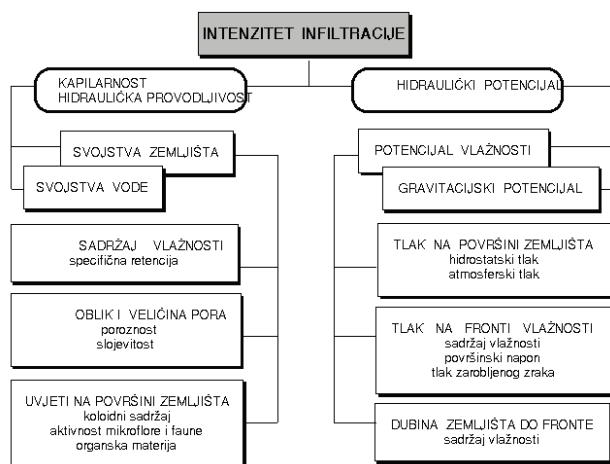 INTENZITET INFILTRACIJE
KAPILARNOST
HIDRAULIČKA PROVODLJIVOST
SVOJSTVA ZEMLJIŠTA
SVOJSTVA VODE
SADRŽAJ VLAŽNOSTI
specifična retencija
OBLIK I VELIČINA PORA
poroznost
slojevitost
UVJETI NA POVRŠINI ZEMLJIŠTA
koloidni sadržaj
aktivnost mikroflore i faune
organska materija
HIDRAULIČKI POTENCIJAL
POTENCIJAL VLAŽNOSTI
GRAVITACIJSKI POTENCIJAL
TLAK NA POVRŠINI ZEMLJIŠTA
hidrostatski tlak
atmosferski tlak
TLAK NA FRONTI VLAŽNOSTI
sadržaj vlažnosti
površinski napon
tlak zarobljenog zraka
DUBINA ZEMLJIŠTA DO FRONTE
sadržaj vlažnosti